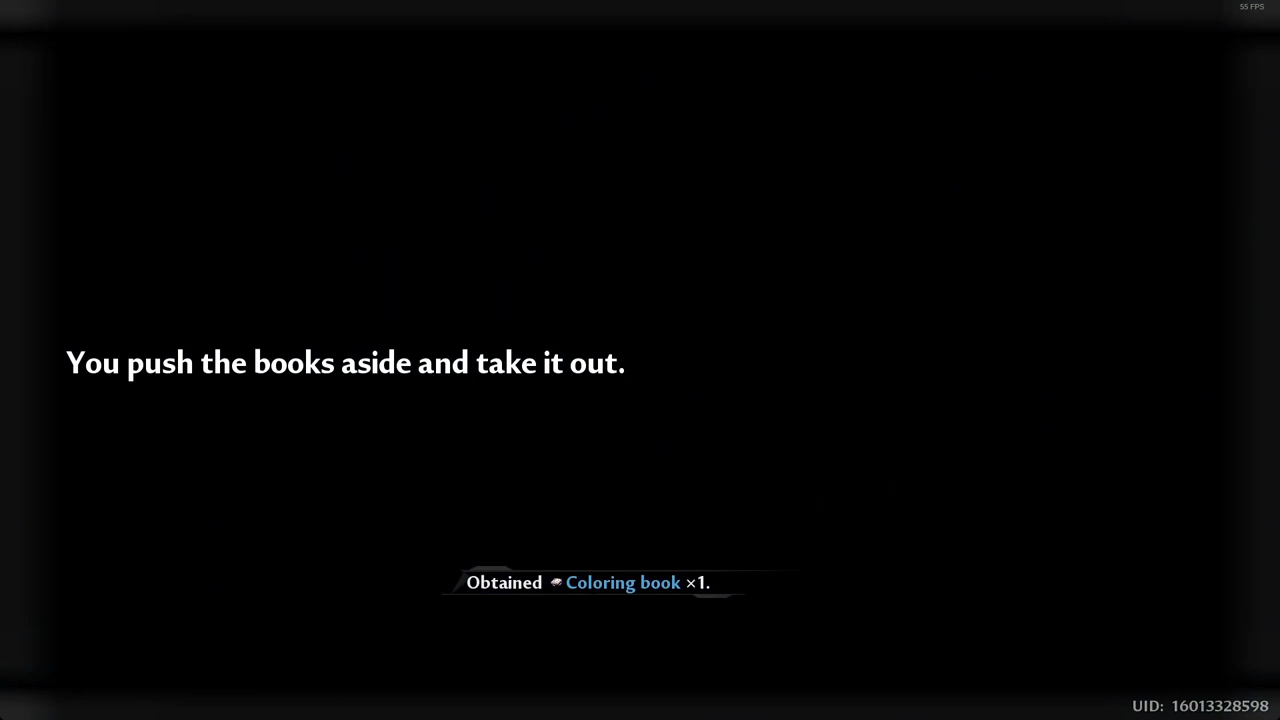 55 FPS
You push the books aside and take it out.
Obtained Coloring book ×1.
UID: 16013328598